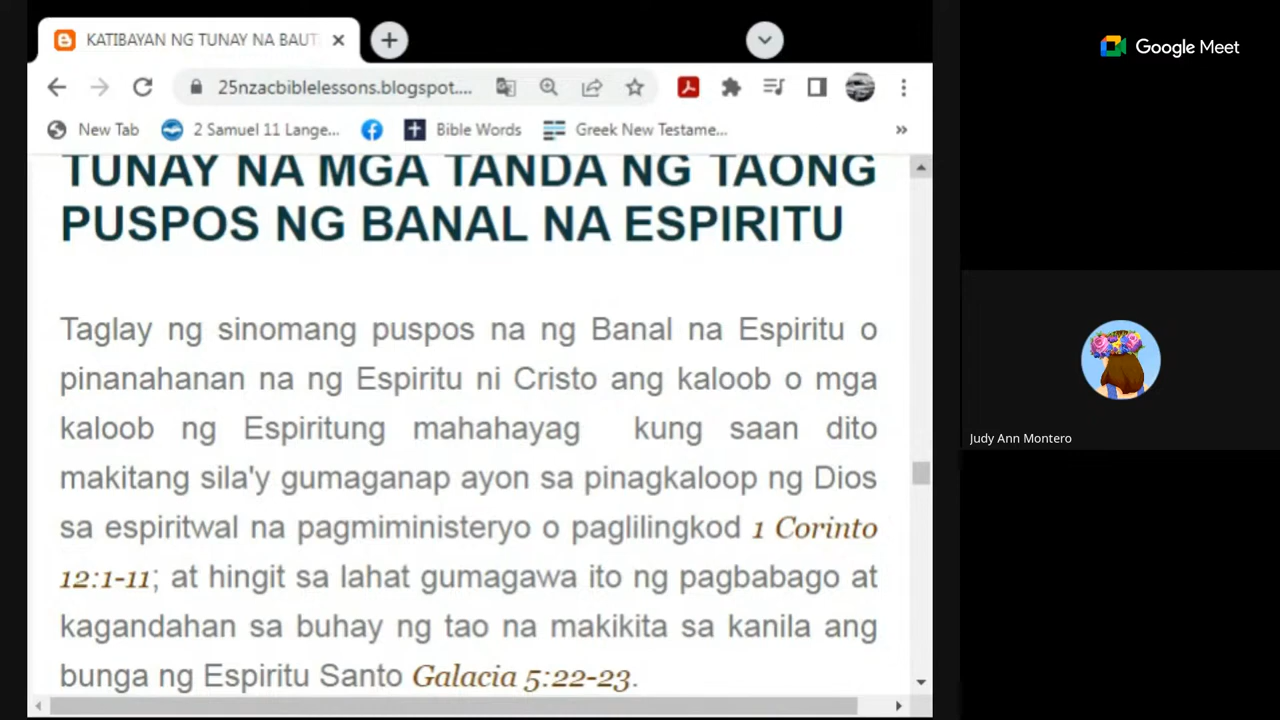 KATIBAYAN NG TUNAY NA BAUT
25nzacbiblelessons.blogspot....
New Tab
2 Samuel 11 Lange...
Bible Words
Greek New Testame...
»
TUNAY NA MGA TANDA NG TAONG
PUSPOS NG BANAL NA ESPIRITU
Taglay ng sinomang puspos na ng Banal na Espiritu o
pinanahanan na ng Espiritu ni Cristo ang kaloob o mga
kaloob ng Espiritung mahahayag kung saan dito
makitang sila'y gumaganap ayon sa pinagkaloop ng Dios
sa espiritwal na pagmiministeryo o paglilingkod 1 Corinto
12:1-11; at hingit sa lahat gumagawa ito ng pagbabago at
kagandahan sa buhay ng tao na makikita sa kanila ang
bunga ng Espiritu Santo Galacia 5:22-23.
Google Meet
Judy Ann Montero